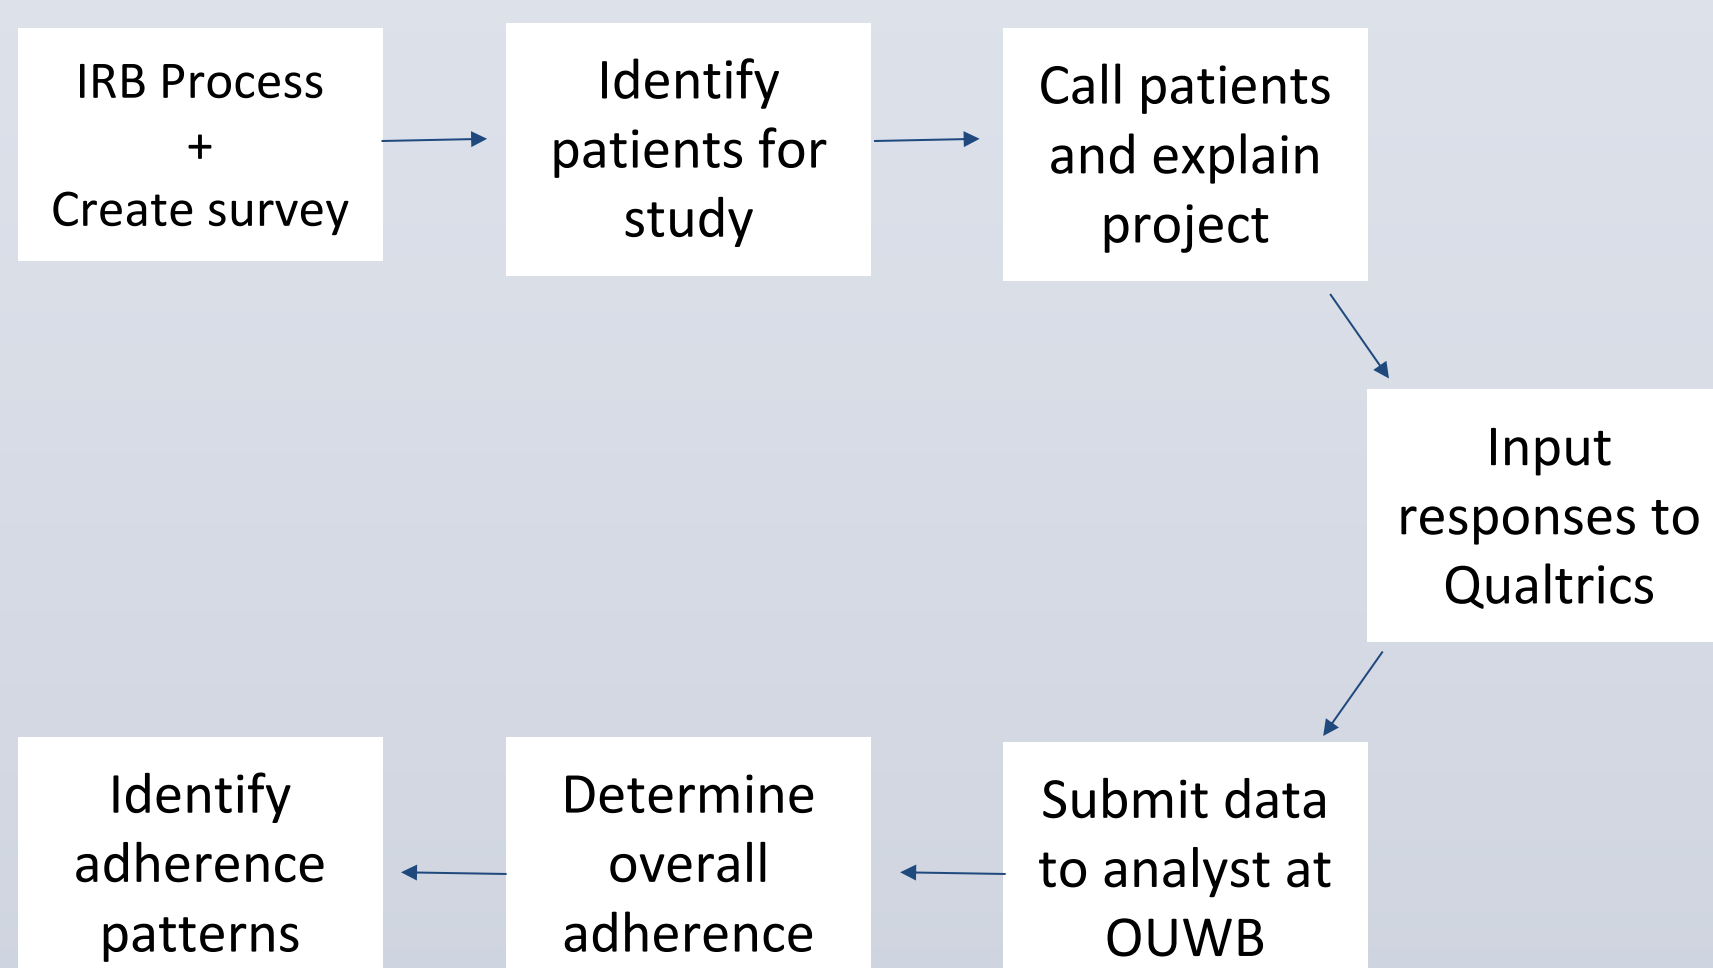 IRB Process
+
Create survey
Identify
patients for
study
Call patients
and explain
project
Input
responses to
Qualtrics
Submit data
to analyst at
OUWB
Determine
overall
adherence
Identify
adherence
patterns